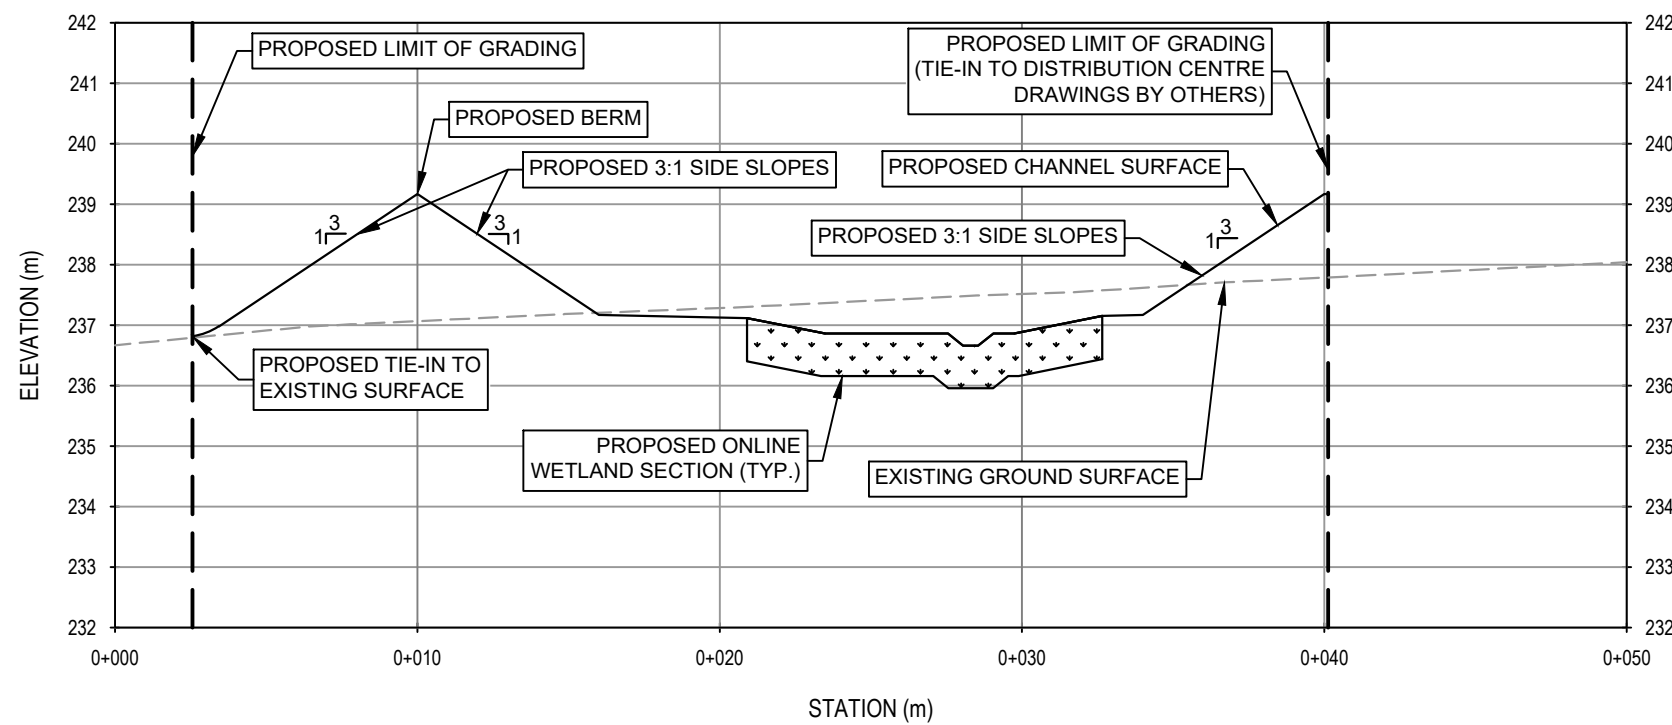 242
241
240
239
238
237
236
235
234
233
232
ELEVATION (m)
PROPOSED LIMIT OF GRADING
PROPOSED BERM
PROPOSED 3:1 SIDE SLOPES
3
1
3
1
PROPOSED TIE-IN TO
EXISTING SURFACE
PROPOSED ONLINE
WETLAND SECTION (TYP.)
PROPOSED LIMIT OF GRADING
(TIE-IN TO DISTRIBUTION CENTRE
DRAWINGS BY OTHERS)
PROPOSED CHANNEL SURFACE
PROPOSED 3:1 SIDE SLOPES
3
1
EXISTING GROUND SURFACE
242
241
240
239
238
237
236
235
234
233
232
0+000 0+010 0+020 0+030 0+040 0+050
STATION (m)